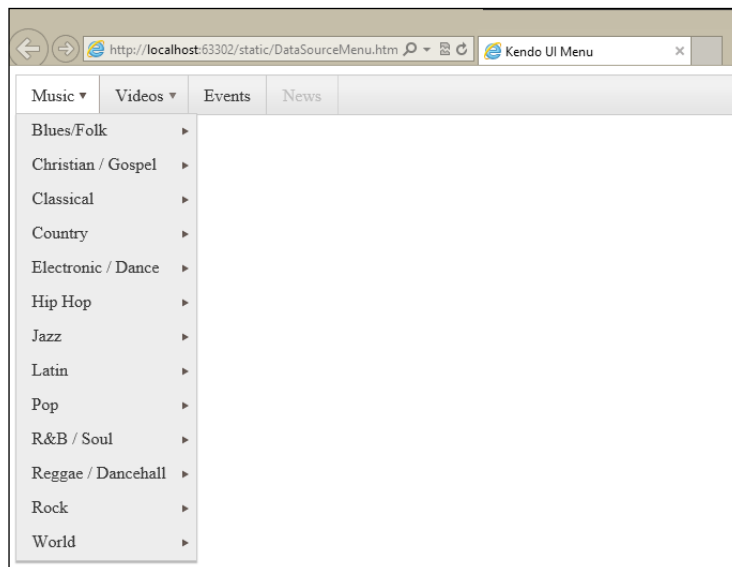 http://localhost:63302/static/DataSourceMenu.htm Kendo UI Menu
Music Videos Events News
Blues/Folk
Christian / Gospel
Classical
Country
Electronic / Dance
Hip Hop
Jazz
Latin
Pop
R&B / Soul
Reggae / Dancehall
Rock
World